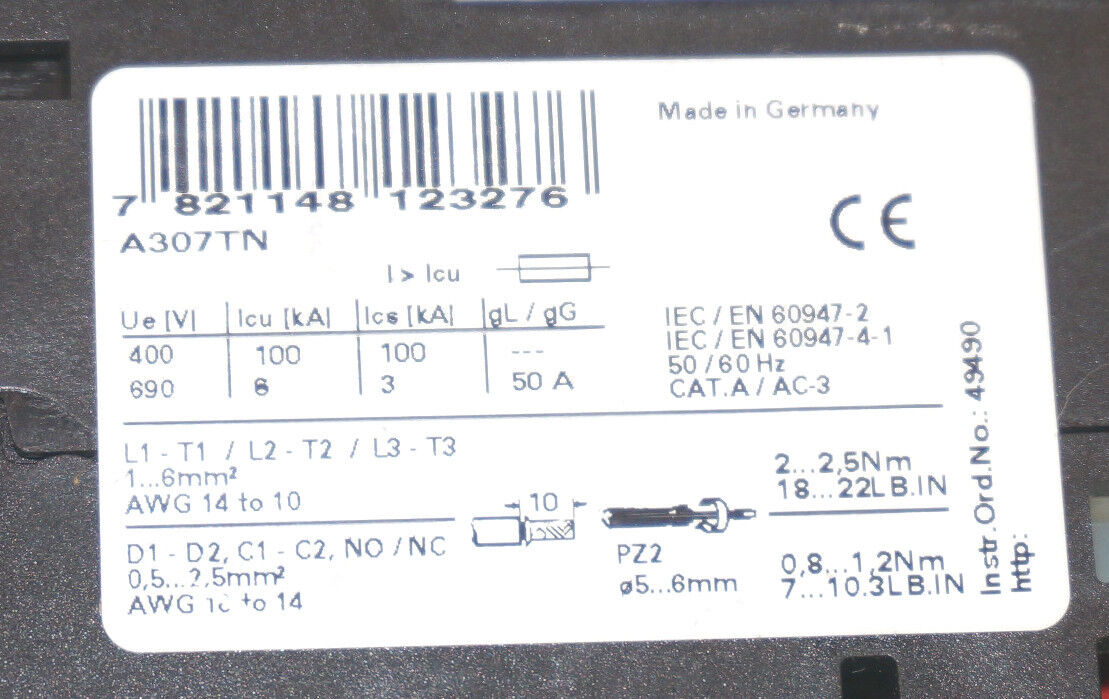 Made in Germany
7 821148 123276
A307TN
CE
I > Icu
Ue [V] Icu [kA] Ics [kA] gL / gG
400 100 100 ---
690 6 3 50 A
IEC / EN 60947-2
IEC / EN 60947-4-1
50 / 60 Hz
CAT.A / AC-3
L1 - T1 / L2 - T2 / L3 - T3
1...6mm²
AWG 14 to 10
D1 - D2, C1 - C2, NO / NC
0,5...2,5mm²
AWG to 14
10
PZ2
ø5...6mm
2...2,5Nm
18...22LB.IN
0,8...1,2Nm
7...10.3LB.IN
Instr.Ord.No.: 49490
http: